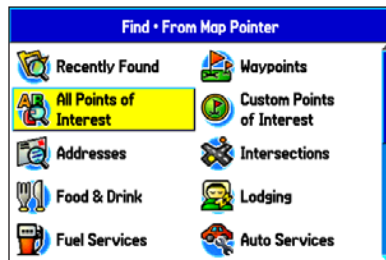 Find • From Map Pointer
Recently Found
Waypoints
All Points of
Interest
Custom Points
of Interest
Addresses
Intersections
Food & Drink
Lodging
Fuel Services
Auto Services